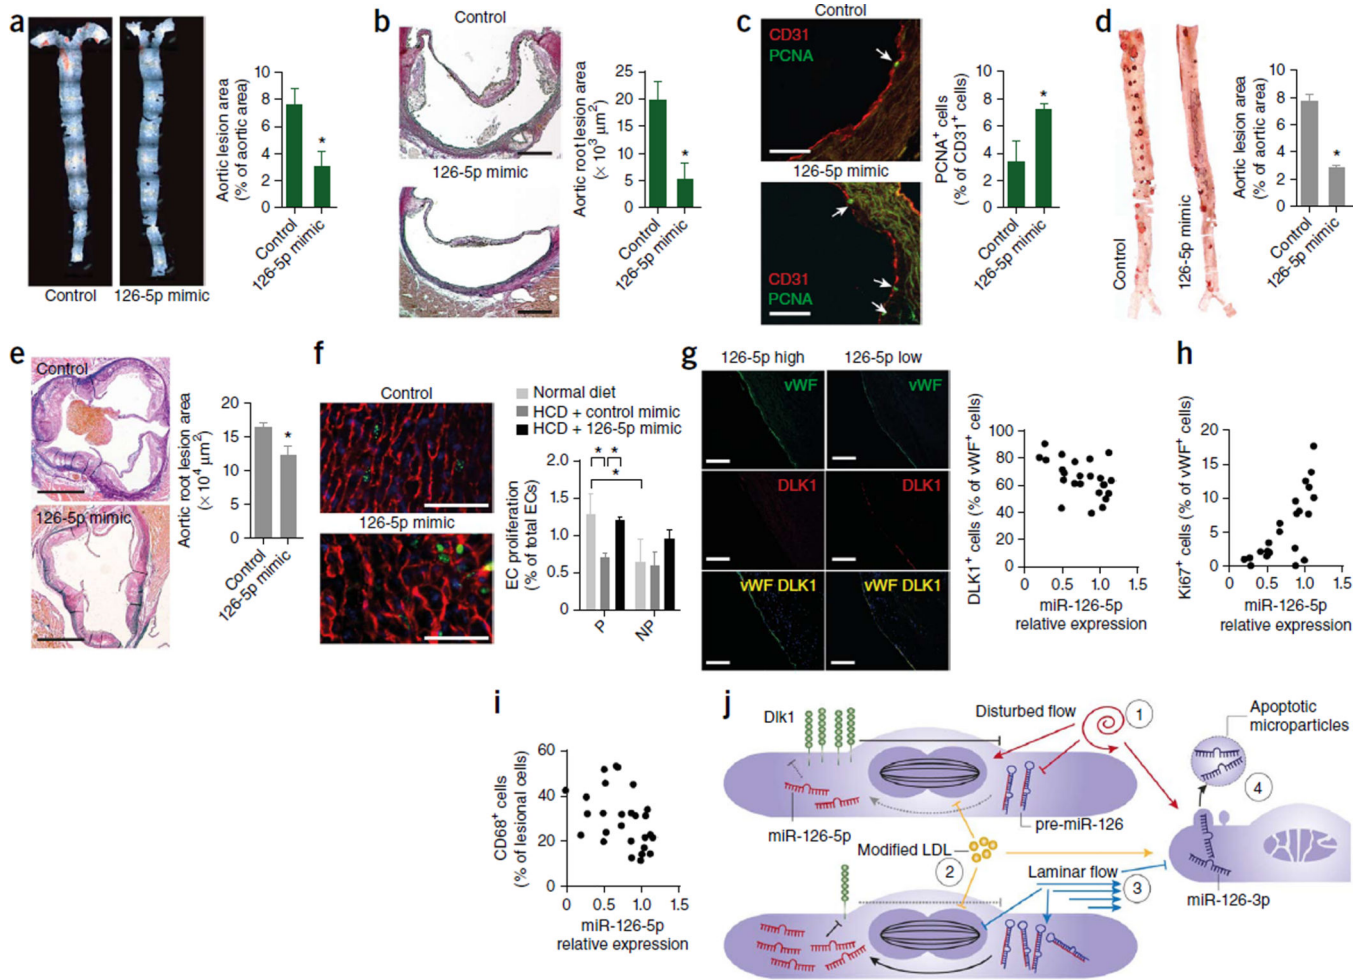 a
Control
126-5p mimic
Aortic lesion area
(% of aortic area)
10
8
6
4
2
0
*
Control
126-5p mimic
b
Control
126-5p mimic
Aortic root lesion area
(× 10³ μm²)
25
20
15
10
5
0
*
Control
126-5p mimic
c
Control
CD31
PCNA
126-5p mimic
CD31
PCNA
PCNA⁺ cells
(% of CD31⁺ cells)
10
8
6
4
2
0
*
Control
126-5p mimic
d
Control
126-5p mimic
Aortic lesion area
(% of aortic area)
10
8
6
4
2
0
*
Control
126-5p mimic
e
Control
126-5p mimic
Aortic root lesion area
(× 10⁴ μm²)
20
15
10
5
0
*
Control
126-5p mimic
f
Control
126-5p mimic
Normal diet
HCD + control mimic
HCD + 126-5p mimic
EC proliferation
(% of total ECs)
2.0
1.5
1.0
0.5
0
* *
*
P
NP
g
126-5p high
126-5p low
vWF
vWF
DLK1
DLK1
vWF DLK1
vWF DLK1
DLK1⁺ cells (% of vWF⁺ cells)
100
80
60
40
20
0
0 0.5 1.0 1.5
miR-126-5p
relative expression
h
Ki67⁺ cells (% of vWF⁺ cells)
20
15
10
5
0
0 0.5 1.0 1.5
miR-126-5p
relative expression
i
CD68⁺ cells
(% of lesional cells)
60
40
20
0
0 0.5 1.0 1.5
miR-126-5p
relative expression
j
Dlk1
Disturbed flow
1
Apoptotic
microparticles
4
miR-126-5p
pre-miR-126
Modified LDL
2
Laminar flow
3
miR-126-3p